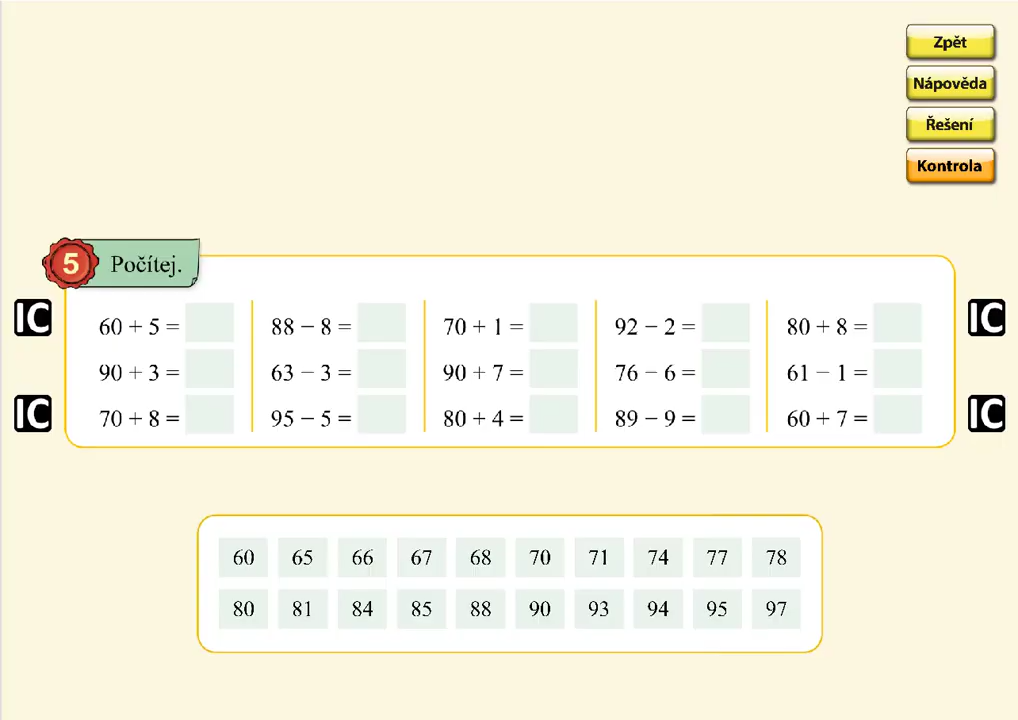 Zpět
Nápověda
Řešení
Kontrola
5 Počítej.
IC IC
60 + 5 = 88 − 8 = 70 + 1 = 92 − 2 = 80 + 8 =
90 + 3 = 63 − 3 = 90 + 7 = 76 − 6 = 61 − 1 =
IC IC
70 + 8 = 95 − 5 = 80 + 4 = 89 − 9 = 60 + 7 =
60 65 66 67 68 70 71 74 77 78
80 81 84 85 88 90 93 94 95 97